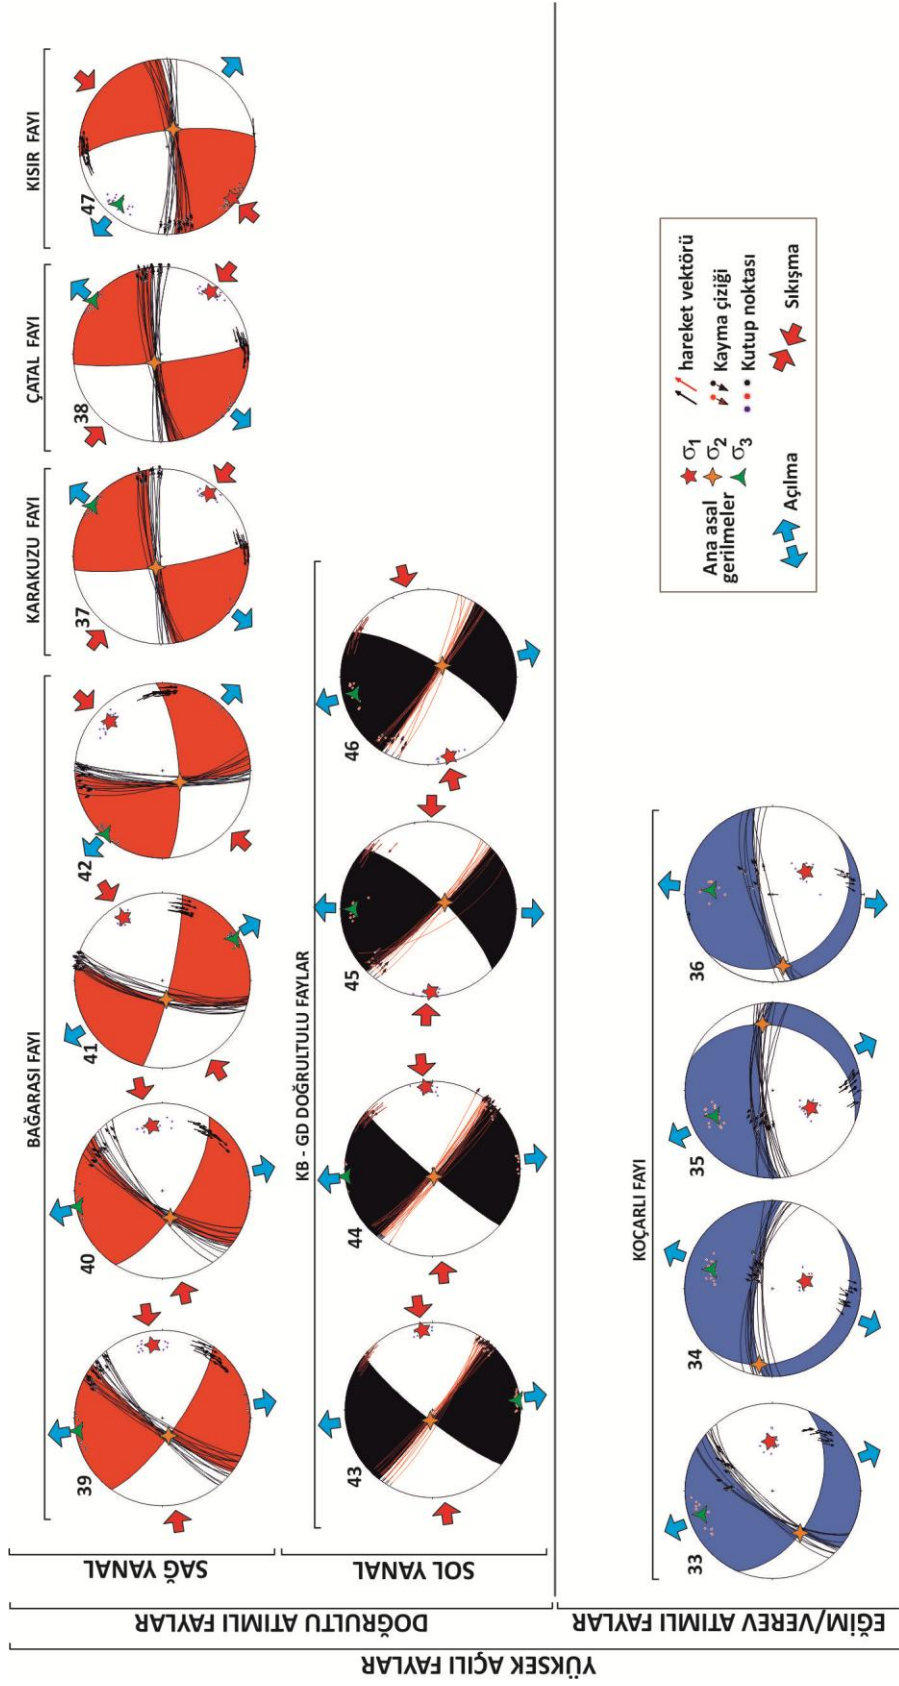 YÜKSEK AÇILI FAYLAR
DOĞRULTU ATIMLI FAYLAR
SAĞ YANAL
BAĞARASI FAYI
39
40
41
42
KARAKUZU FAYI
37
ÇATAL FAYI
38
KISIR FAYI
47
SOL YANAL
KB - GD DOĞRULTULU FAYLAR
43
44
45
46
EĞİM/VEREV ATIMLI FAYLAR
KOÇARLI FAYI
33
34
35
36
Ana asal
gerilmeler
σ1
σ2
σ3
hareket vektörü
Kayma çiziği
Kutup noktası
Açılma
Sıkışma